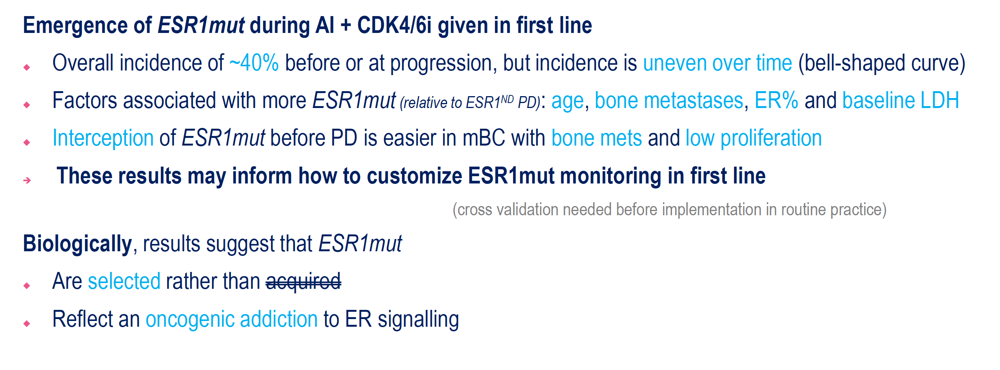 Emergence of ESR1mut during AI + CDK4/6i given in first line
◆ Overall incidence of ~40% before or at progression, but incidence is uneven over time (bell-shaped curve)
◆ Factors associated with more ESR1mut (relative to ESR1ND PD): age, bone metastases, ER% and baseline LDH
◆ Interception of ESR1mut before PD is easier in mBC with bone mets and low proliferation
➔ These results may inform how to customize ESR1mut monitoring in first line
(cross validation needed before implementation in routine practice)
Biologically, results suggest that ESR1mut
◆ Are selected rather than acquired
◆ Reflect an oncogenic addiction to ER signalling